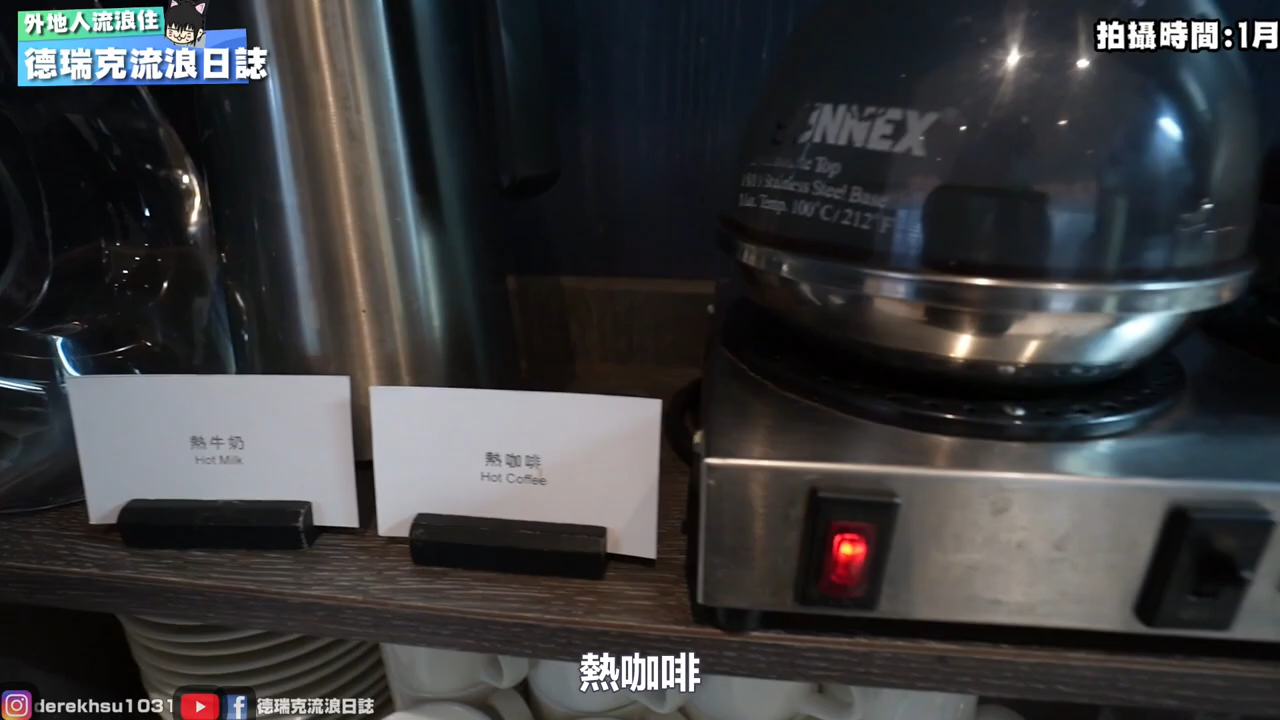 外地人流浪住
德瑞克流浪日誌
拍攝時間:1月
NNEX
Top
Stainless Steel Base
Temp. 100°C/212°F
熱牛奶
Hot Milk
熱咖啡
Hot Coffee
熱咖啡
derekhsu1031
德瑞克流浪日誌